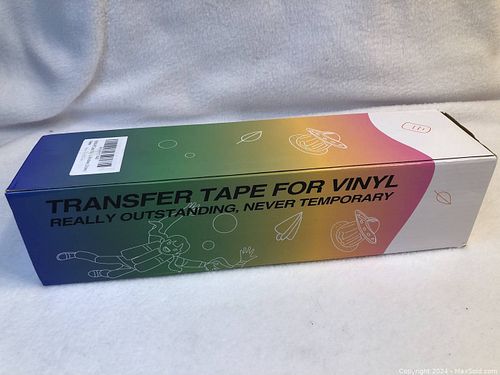 TRANSFER TAPE FOR VINYL
REALLY OUTSTANDING, NEVER TEMPORARY
Copyright 2024 - MaxSold.com